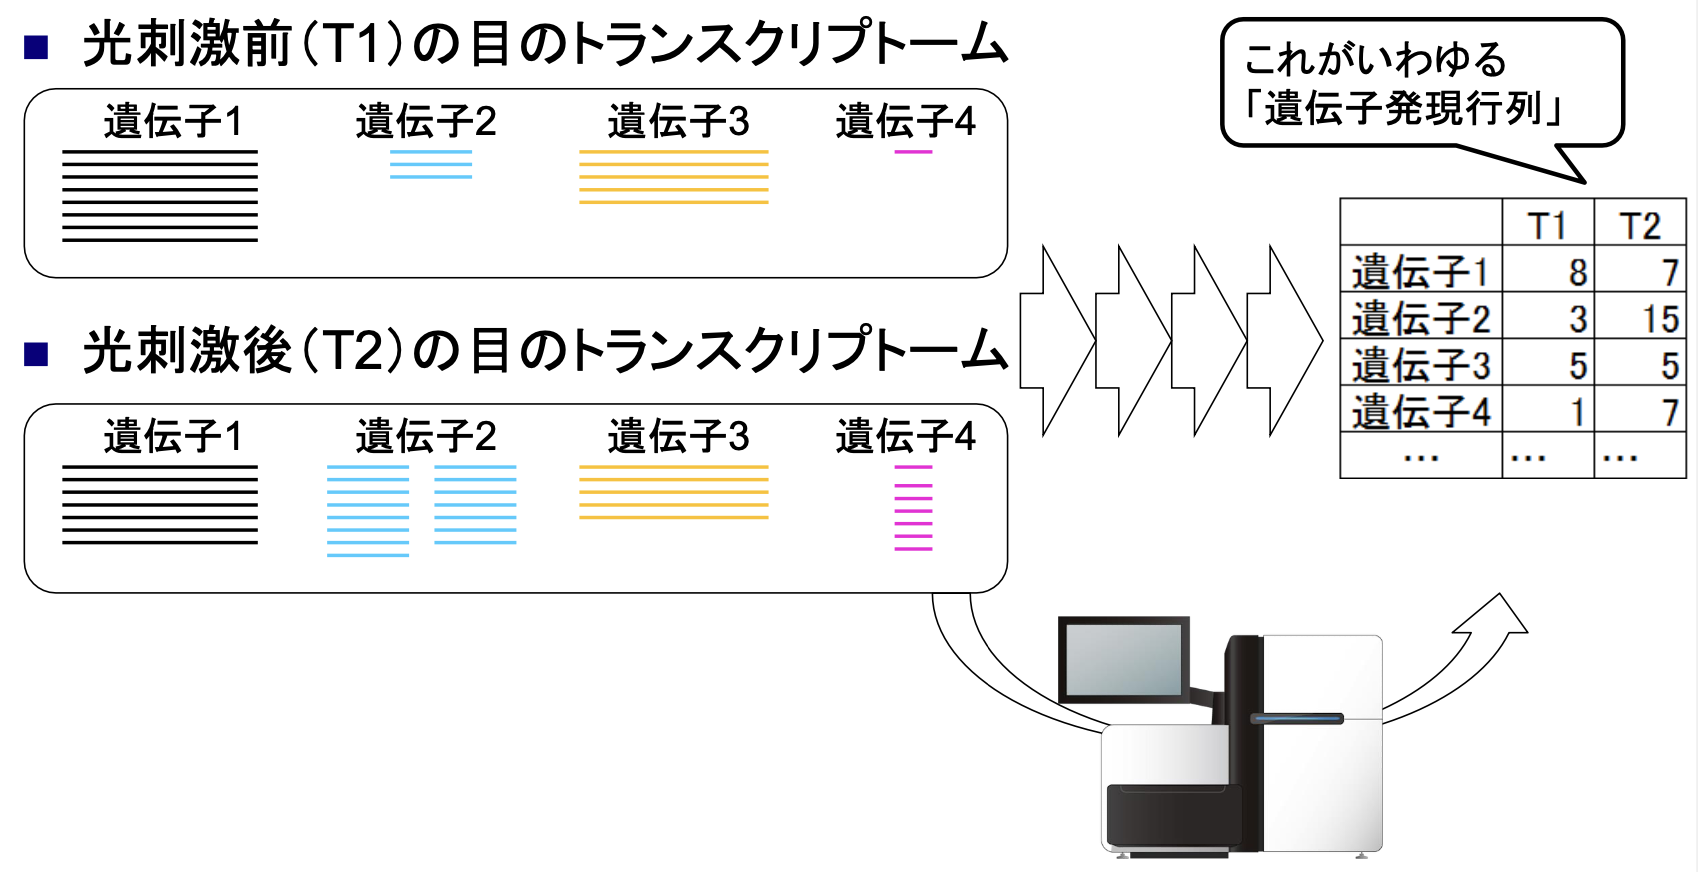 ■ 光刺激前（T1）の目のトランスクリプトーム
遺伝子1 遺伝子2 遺伝子3 遺伝子4
■ 光刺激後（T2）の目のトランスクリプトーム
遺伝子1 遺伝子2 遺伝子3 遺伝子4
これがいわゆる
「遺伝子発現行列」
T1 T2
遺伝子1 8 7
遺伝子2 3 15
遺伝子3 5 5
遺伝子4 1 7
… … …